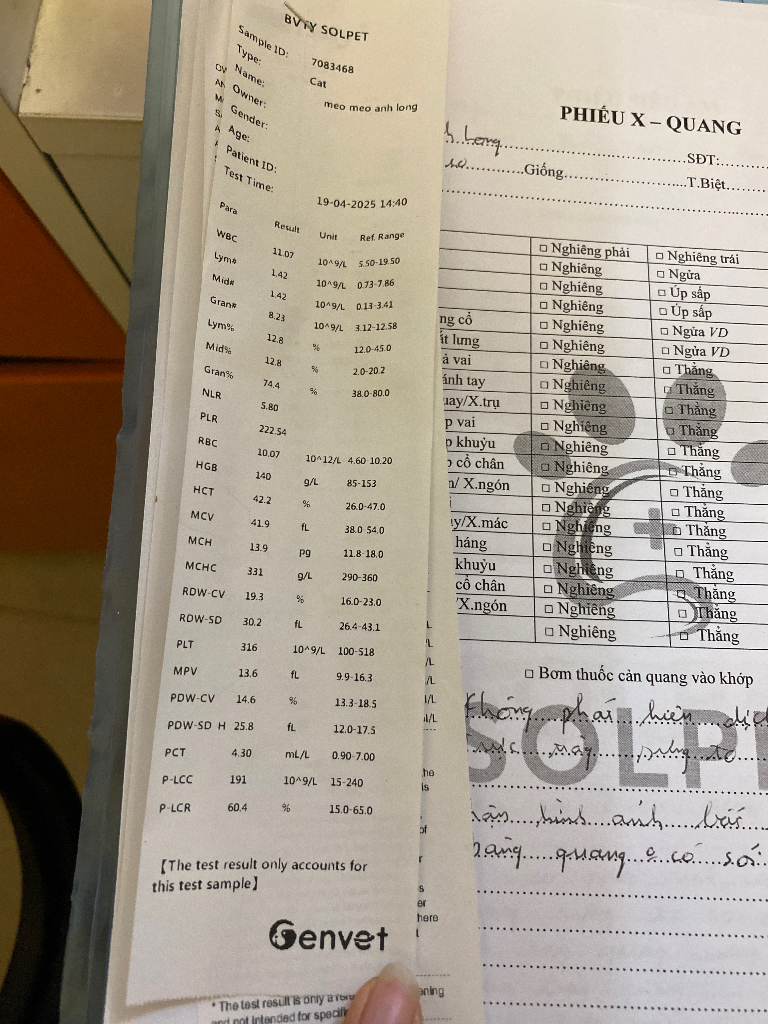 BVTY SOLPET
Sample ID: 7083468
Type: Cat
Name:
Owner: meo meo anh long
Gender:
Age:
Patient ID:
Test Time: 19-04-2025 14:40
Para Result Unit Ref. Range
WBC 11.07 10^9/L 5.50-19.50
Lym# 1.42 10^9/L 0.73-7.86
Mid# 1.42 10^9/L 0.13-3.41
Gran# 8.23 10^9/L 3.12-12.58
Lym% 12.8 % 12.0-45.0
Mid% 12.8 % 2.0-20.2
Gran% 74.4 % 38.0-80.0
NLR 5.80
PLR 222.54
RBC 10.07 10^12/L 4.60-10.20
HGB 140 g/L 85-153
HCT 42.2 % 26.0-47.0
MCV 41.9 fL 38.0-54.0
MCH 13.9 pg 11.8-18.0
MCHC 331 g/L 290-360
RDW-CV 19.3 % 16.0-23.0
RDW-SD 30.2 fL 26.4-43.1
PLT 316 10^9/L 100-518
MPV 13.6 fL 9.9-16.3
PDW-CV 14.6 % 13.3-18.5
PDW-SD H 25.8 fL 12.0-17.5
PCT 4.30 mL/L 0.90-7.00
P-LCC 191 10^9/L 15-240
P-LCR 60.4 % 15.0-65.0
【The test result only accounts for
this test sample】
Genvet
* The test result is only a
and not intended for
PHIẾU X – QUANG
Long
SĐT:
Giống T.Biệt
□ Nghiêng phải □ Nghiêng trái
□ Nghiêng □ Ngửa
□ Nghiêng □ Úp sấp
□ Nghiêng □ Úp sấp
cổ □ Nghiêng □ Ngửa VD
lưng □ Nghiêng □ Ngửa VD
vai □ Nghiêng □ Thẳng
tay □ Nghiêng □ Thẳng
/X.trụ □ Nghiêng □ Thẳng
vai □ Nghiêng □ Thẳng
khuỷu □ Nghiêng □ Thẳng
cổ chân □ Nghiêng □ Thẳng
/ X.ngón □ Nghiêng □ Thẳng
□ Nghiêng □ Thẳng
/X.mác □ Nghiêng □ Thẳng
háng □ Nghiêng □ Thẳng
khuỷu □ Nghiêng □ Thẳng
cổ chân □ Nghiêng □ Thẳng
/X.ngón □ Nghiêng □ Thẳng
□ Nghiêng □ Thẳng
□ Bơm thuốc cản quang vào khớp
SOLP
Không phát hiện
hình ảnh bất
quang có